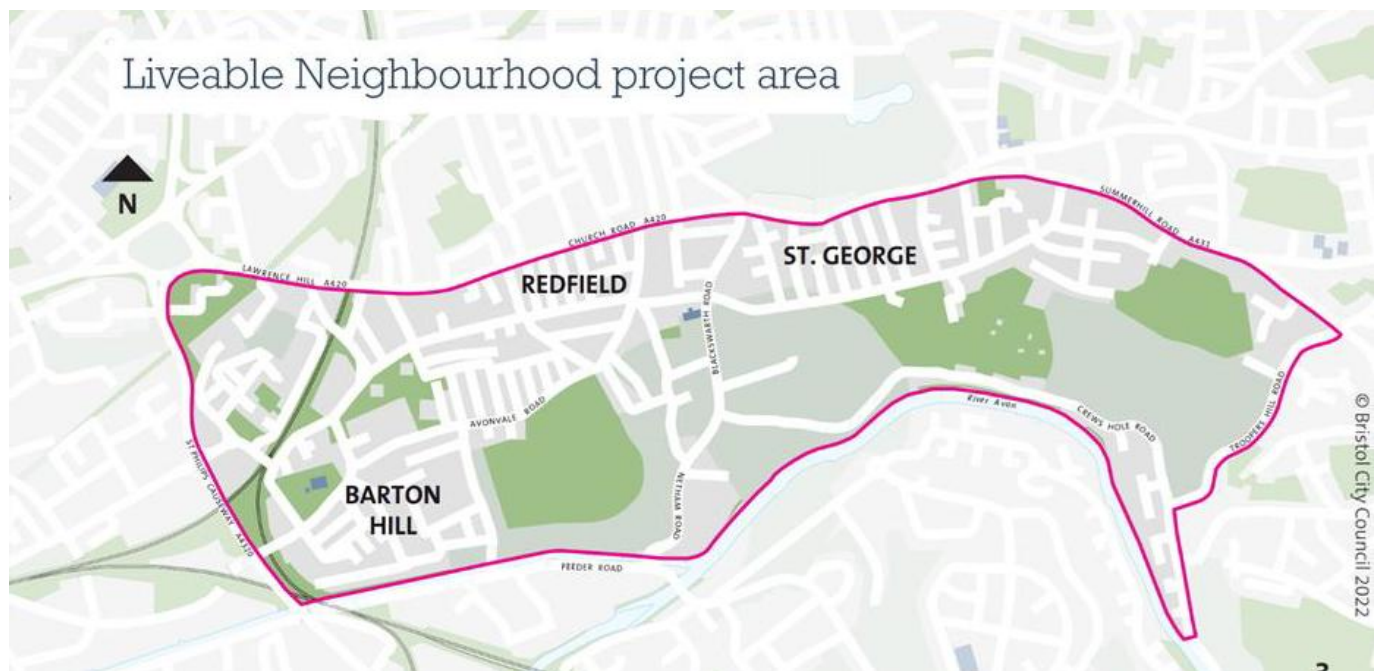 Liveable Neighbourhood project area
N
SUMMERHILL ROAD A431
CHURCH ROAD A420
ST. GEORGE
LAWRENCE HILL A420
REDFIELD
BLACKSWARTH ROAD
© Bristol City Council 2022
River Avon
CREWS HOLE ROAD
TROOPERS HILL ROAD
AVONVALE ROAD
ST PHILIPS CAUSEWAY A4320
BARTON
HILL
NETHAM ROAD
FEEDER ROAD